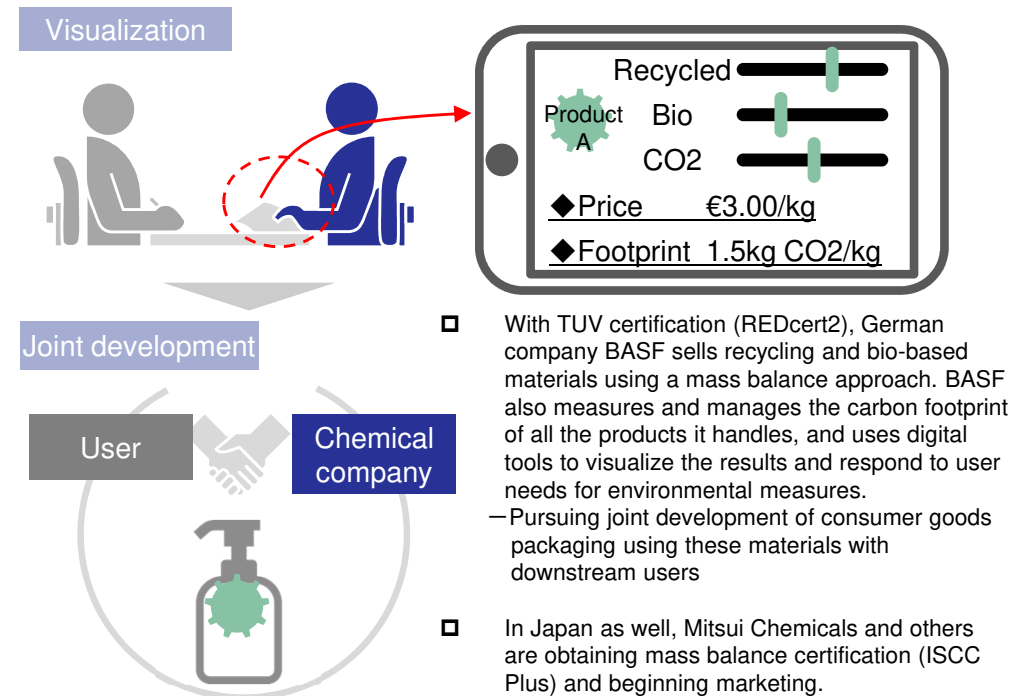 Visualization
Recycled
Product
A
Bio
CO2
◆Price €3.00/kg
◆Footprint 1.5kg CO2/kg
Joint development
User
Chemical
company
With TUV certification (REDcert2), German
company BASF sells recycling and bio-based
materials using a mass balance approach. BASF
also measures and manages the carbon footprint
of all the products it handles, and uses digital
tools to visualize the results and respond to user
needs for environmental measures.
－Pursuing joint development of consumer goods
packaging using these materials with
downstream users
In Japan as well, Mitsui Chemicals and others
are obtaining mass balance certification (ISCC
Plus) and beginning marketing.